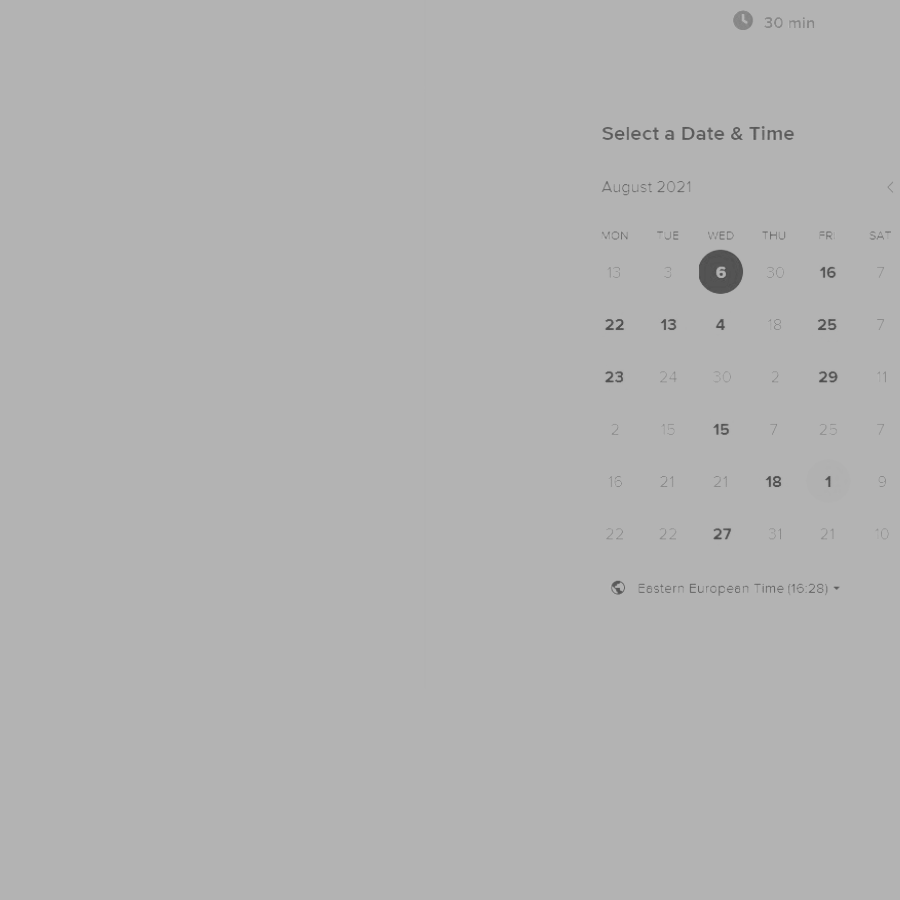 30 min
Select a Date & Time
August 2021
MON TUE WED THU FRI SAT
13 3 6 30 16 7
22 13 4 18 25 7
23 24 30 2 29 11
2 15 15 7 25 7
16 21 21 18 1 9
22 22 27 31 21 10
Eastern European Time (16:28)